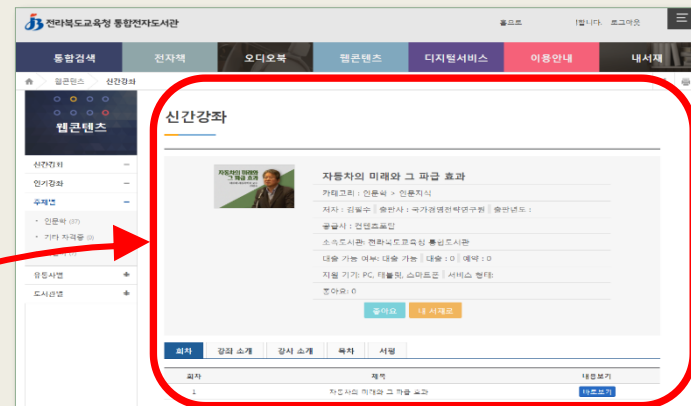 전라북도교육청 통합전자도서관
홈으로 !합니다. 로그아웃
통합검색 전자책 오디오북 웹콘텐츠 디지털서비스 이용안내 내서재
웹콘텐츠 신간강좌
웹콘텐츠
신간강좌
인기강좌
주제별
인문학 (37)
기타 자격증 (0)
유통사별
도서관별
신간강좌
자동차의 미래와
그 파급 효과
자동차의 미래와 그 파급 효과
카테고리 : 인문학 > 인문지식
저자 : 김필수 출판사 : 국가경영전략연구원 출판년도 :
공급사 : 컨텐츠로탑
소속도서관: 전라북도교육청 통합도서관
대출 가능 여부: 대출 가능 대출 : 0 예약 : 0
지원 기기: PC, 태블릿, 스마트폰 서비스 형태:
좋아요: 0
좋아요 내 서재로
회차 강좌 소개 강사 소개 목차 서평
회차 제목 내용보기
1 자동차의 미래와 그 파급 효과 바로보기